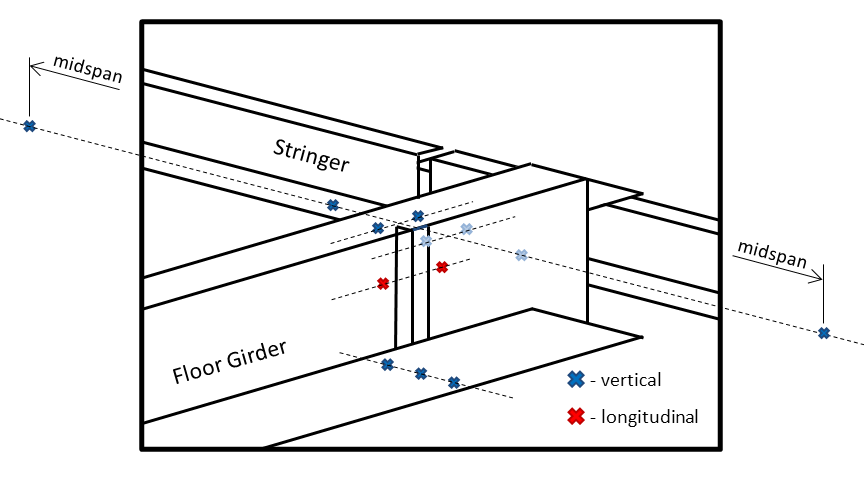 midspan
Stringer
midspan
Floor Girder
- vertical
- longitudinal